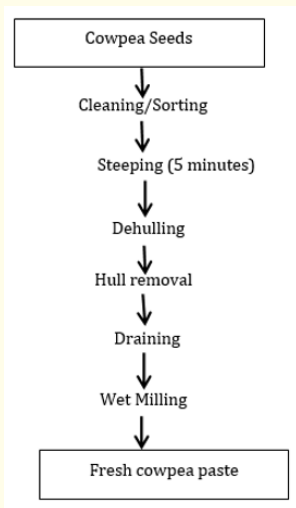 Cowpea Seeds
Cleaning/Sorting
Steeping (5 minutes)
Dehulling
Hull removal
Draining
Wet Milling
Fresh cowpea paste